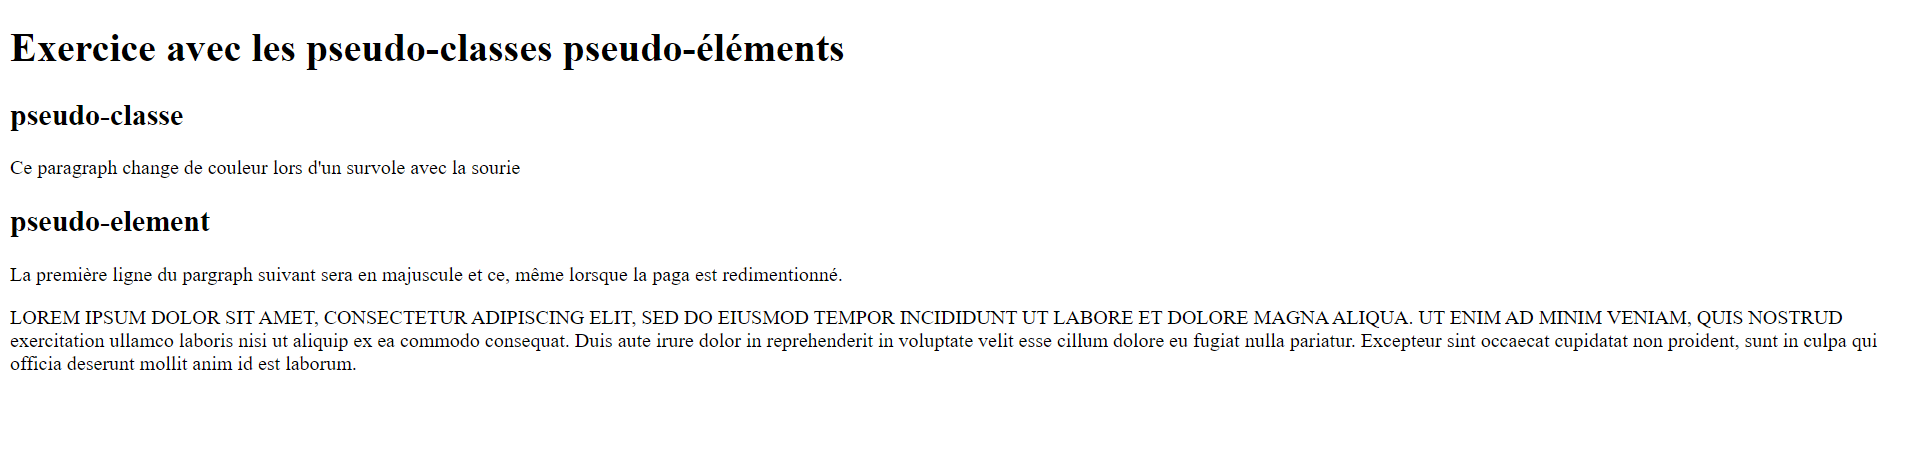 Exercice avec les pseudo-classes pseudo-éléments
pseudo-classe
Ce paragraph change de couleur lors d'un survole avec la sourie
pseudo-element
La première ligne du pargraph suivant sera en majuscule et ce, même lorsque la paga est redimentionné.
LOREM IPSUM DOLOR SIT AMET, CONSECTETUR ADIPISCING ELIT, SED DO EIUSMOD TEMPOR INCIDIDUNT UT LABORE ET DOLORE MAGNA ALIQUA. UT ENIM AD MINIM VENIAM, QUIS NOSTRUD
exercitation ullamco laboris nisi ut aliquip ex ea commodo consequat. Duis aute irure dolor in reprehenderit in voluptate velit esse cillum dolore eu fugiat nulla pariatur. Excepteur sint occaecat cupidatat non proident, sunt in culpa qui
officia deserunt mollit anim id est laborum.